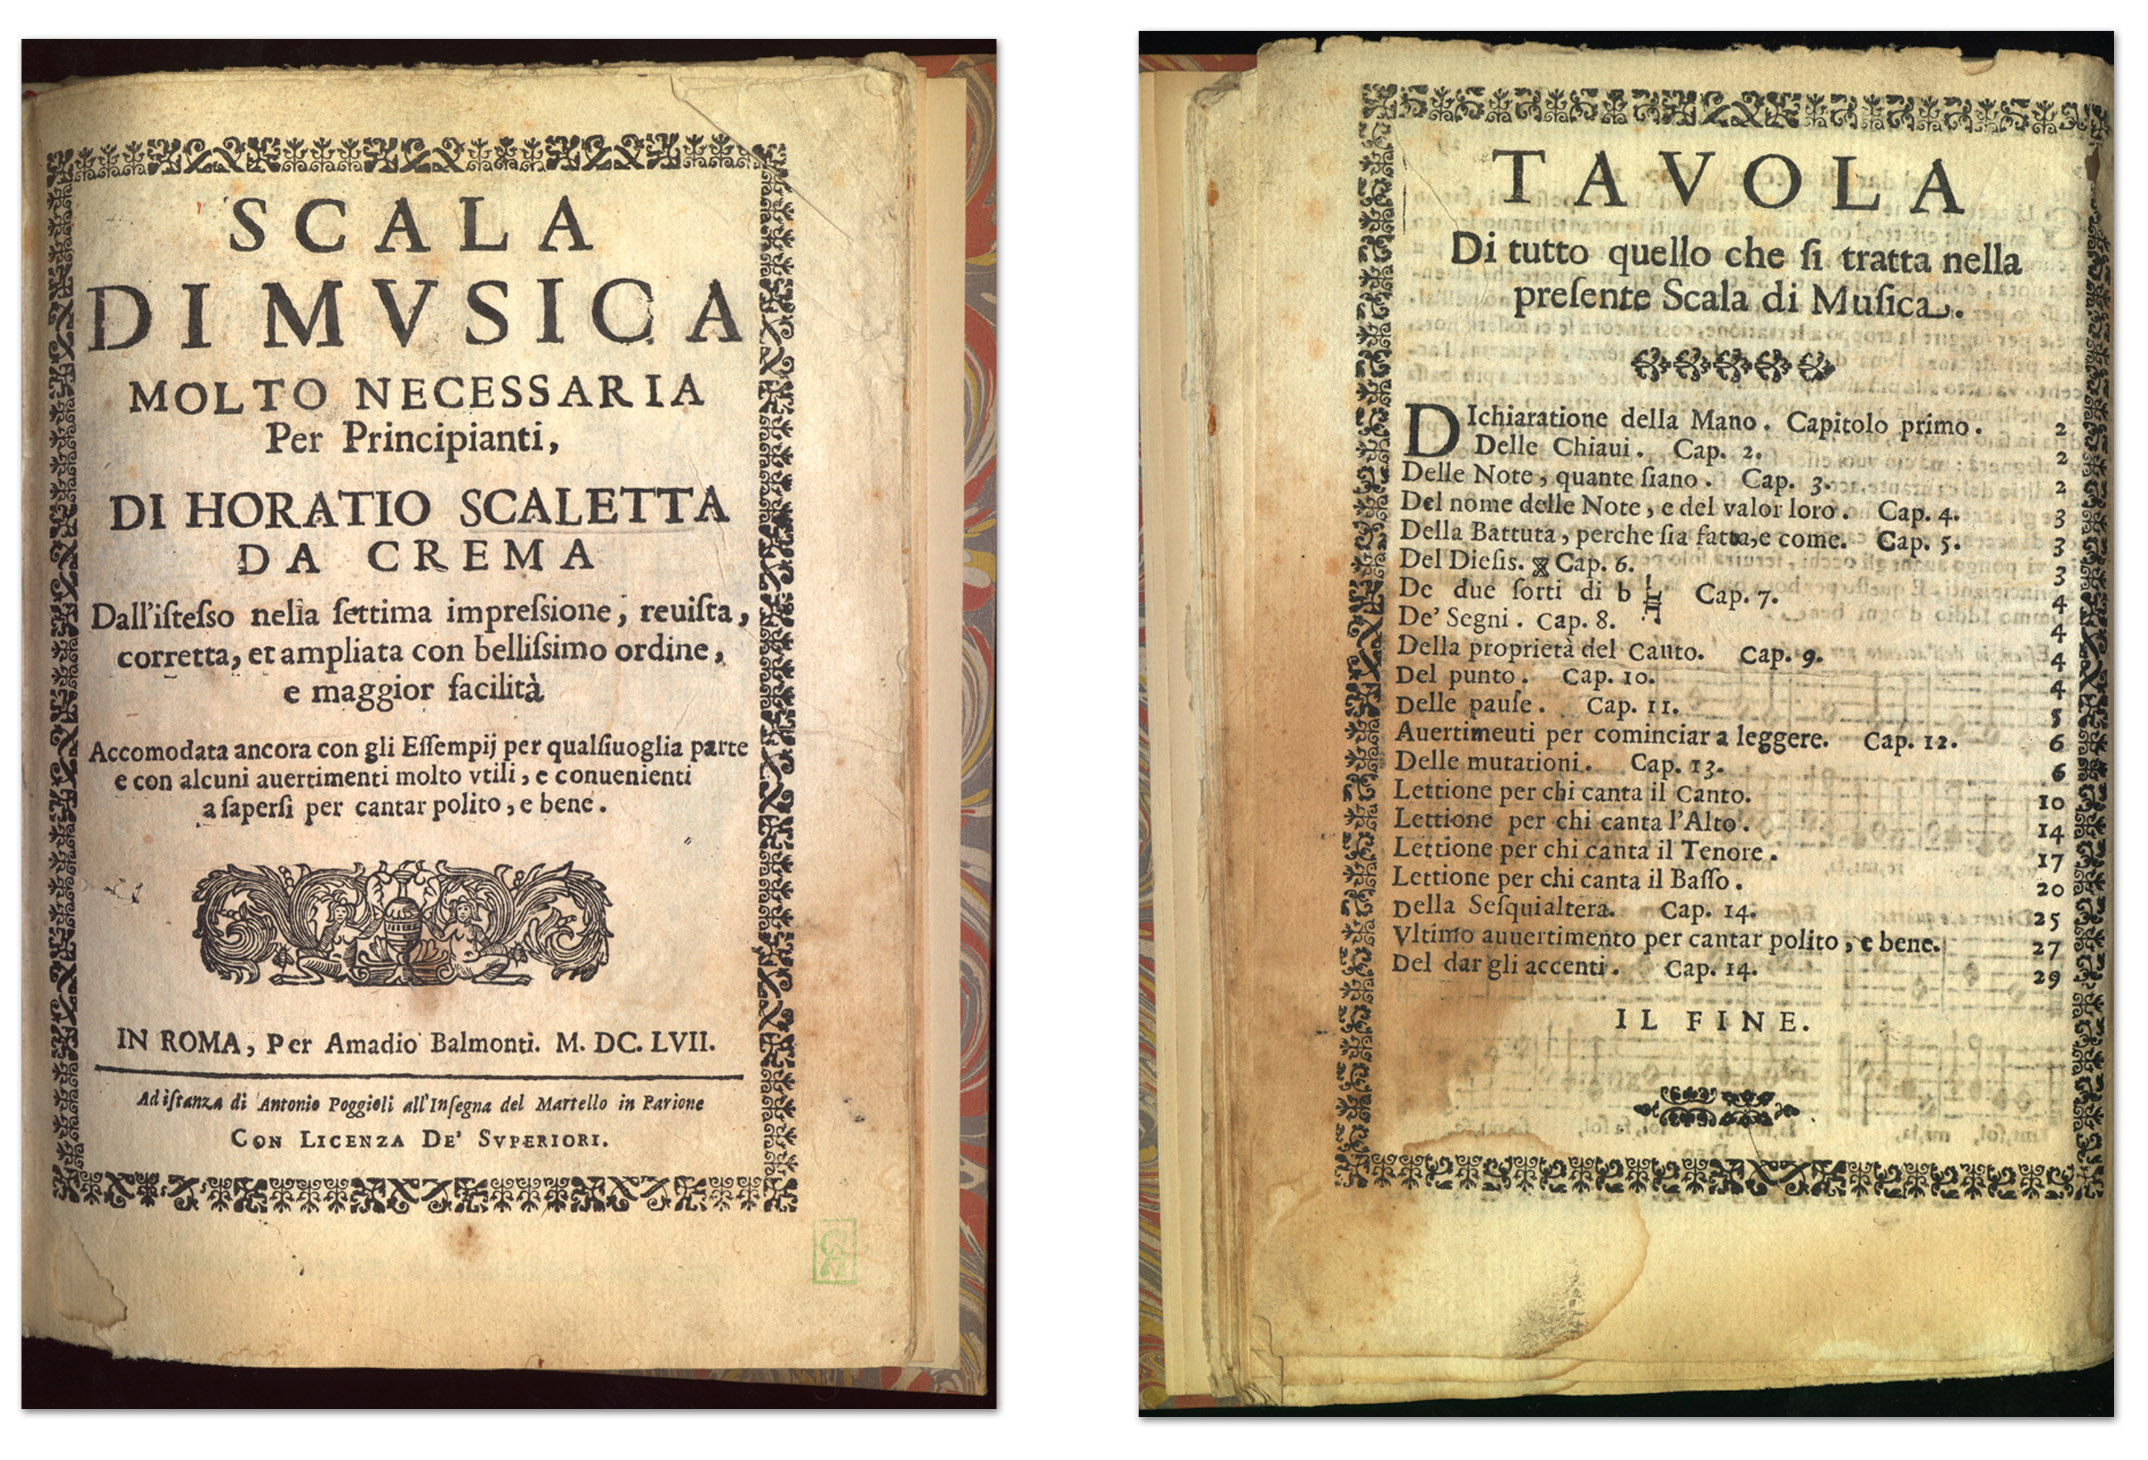 SCALA
DI MVSICA
MOLTO NECESSARIA
Per Principianti,
DI HORATIO SCALETTA
DA CREMA
Dall'iſteſso nella ſettima impreſsione, reuiſta,
corretta, et ampliata con belliſsimo ordine,
e maggior facilità
Accomodata ancora con gli Eſſempij per qualſiuoglia parte
e con alcuni auertimenti molto vtili, e conuenienti
a ſaperſi per cantar polito, e bene.
IN ROMA, Per Amadio Balmonti. M. DC. LVII.
Ad iſtanza di Antonio Poggioli all'Inſegna del Martello in Parione
CON LICENZA DE' SVPERIORI.
TAVOLA
Di tutto quello che ſi tratta nella
preſente Scala di Muſica.
DIchiaratione della Mano. Capitolo primo. 2
Delle Chiaui. Cap. 2. 2
Delle Note, quante ſiano. Cap. 3. 2
Del nome delle Note, e del valor loro. Cap. 4. 3
Della Battuta, perche ſia fatta, e come. Cap. 5. 3
Del Dieſis. Cap. 6. 3
De due ſorti di b ♮ Cap. 7. 4
De' Segni. Cap. 8. 4
Della proprietà del Cauto. Cap. 9. 4
Del punto. Cap. 10. 4
Delle pauſe. Cap. 11. 5
Auertimeuti per cominciar a leggere. Cap. 12. 6
Delle mutationi. Cap. 13. 6
Lettione per chi canta il Canto. 10
Lettione per chi canta l'Alto. 14
Lettione per chi canta il Tenore. 17
Lettione per chi canta il Baſſo. 20
Della Seſquialtera. Cap. 14. 25
Vltimo auuertimento per cantar polito, e bene. 27
Del dar gli accenti. Cap. 14. 29
IL FINE.